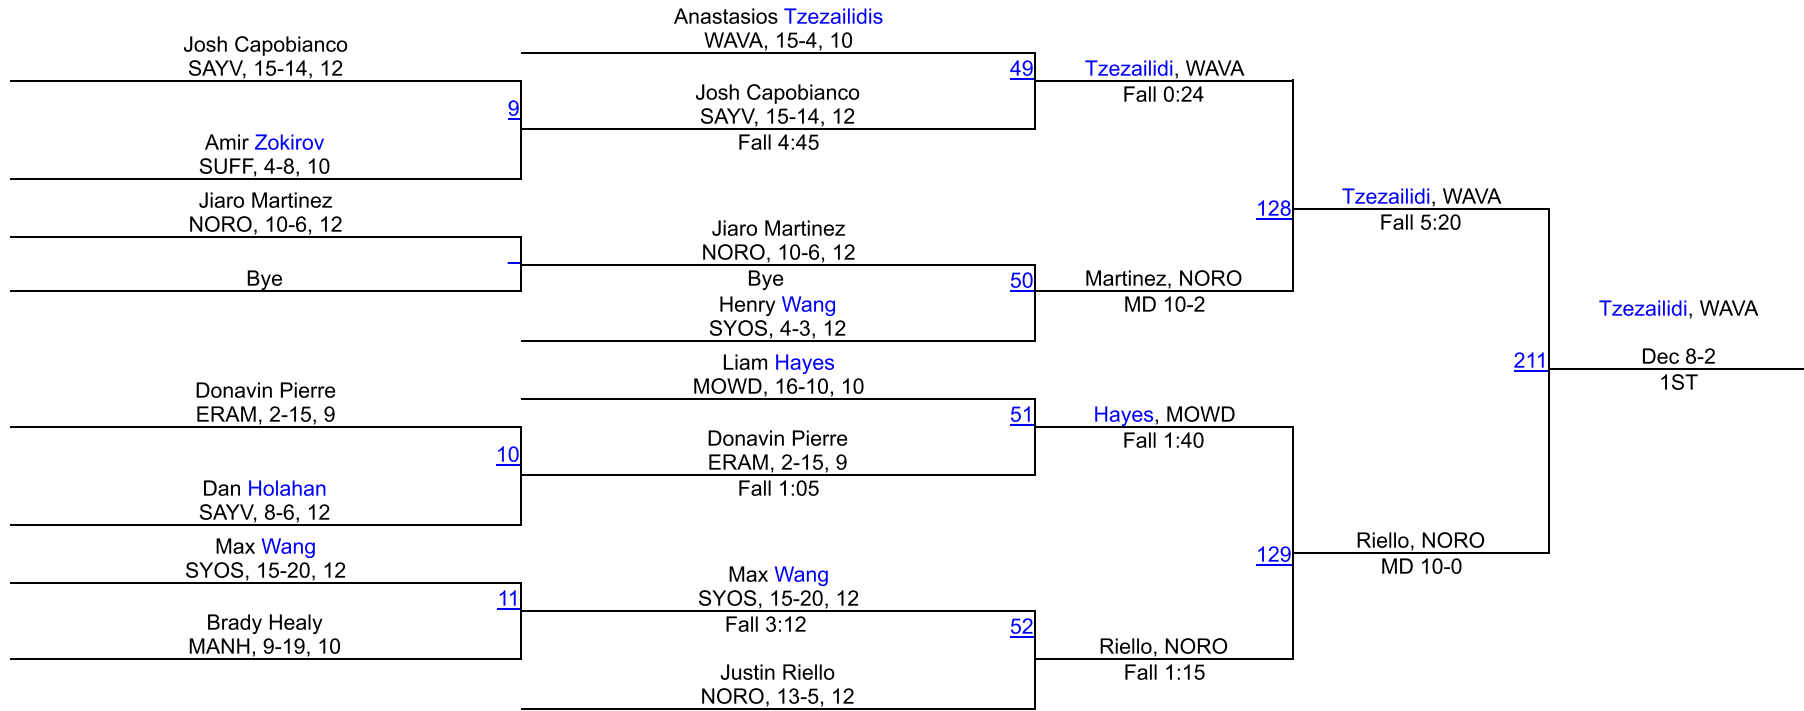 Josh Capobianco
SAYV, 15-14, 12
9
Amir Zokirov
SUFF, 4-8, 10
Jiaro Martinez
NORO, 10-6, 12
Bye
Donavin Pierre
ERAM, 2-15, 9
10
Dan Holahan
SAYV, 8-6, 12
Max Wang
SYOS, 15-20, 12
11
Brady Healy
MANH, 9-19, 10
Anastasios Tzezailidis
WAVA, 15-4, 10
49
Josh Capobianco
SAYV, 15-14, 12
Fall 4:45
Jiaro Martinez
NORO, 10-6, 12
Bye
50
Henry Wang
SYOS, 4-3, 12
Liam Hayes
MOWD, 16-10, 10
51
Donavin Pierre
ERAM, 2-15, 9
Fall 1:05
Max Wang
SYOS, 15-20, 12
Fall 3:12
52
Justin Riello
NORO, 13-5, 12
Tzezailidi, WAVA
Fall 0:24
128
Martinez, NORO
MD 10-2
Hayes, MOWD
Fall 1:40
129
Riello, NORO
Fall 1:15
Tzezailidi, WAVA
Fall 5:20
211
Riello, NORO
MD 10-0
Tzezailidi, WAVA
Dec 8-2
1ST